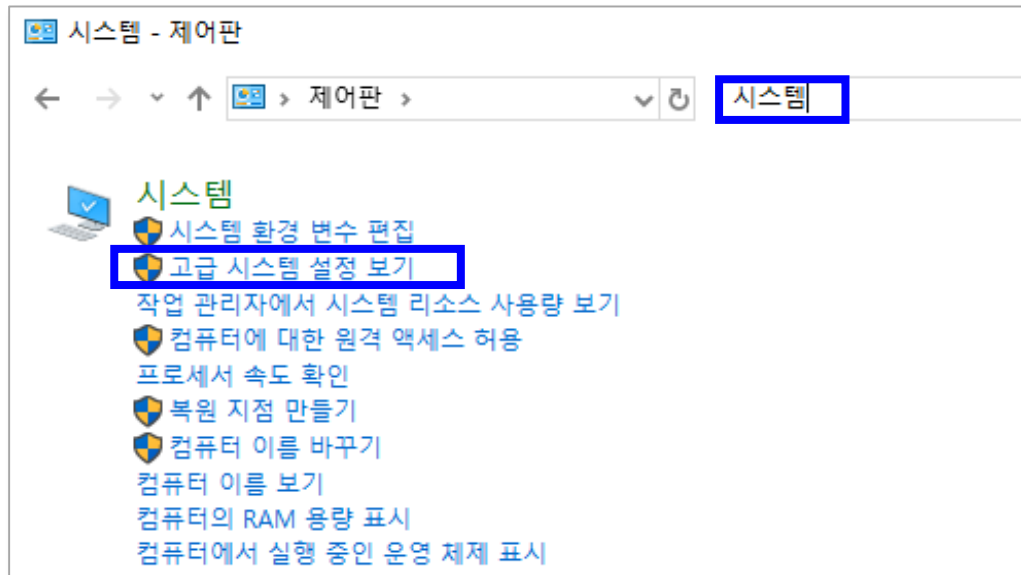 시스템 - 제어판
제어판
시스템
시스템
시스템 환경 변수 편집
고급 시스템 설정 보기
작업 관리자에서 시스템 리소스 사용량 보기
컴퓨터에 대한 원격 액세스 허용
프로세서 속도 확인
복원 지점 만들기
컴퓨터 이름 바꾸기
컴퓨터 이름 보기
컴퓨터의 RAM 용량 표시
컴퓨터에서 실행 중인 운영 체제 표시